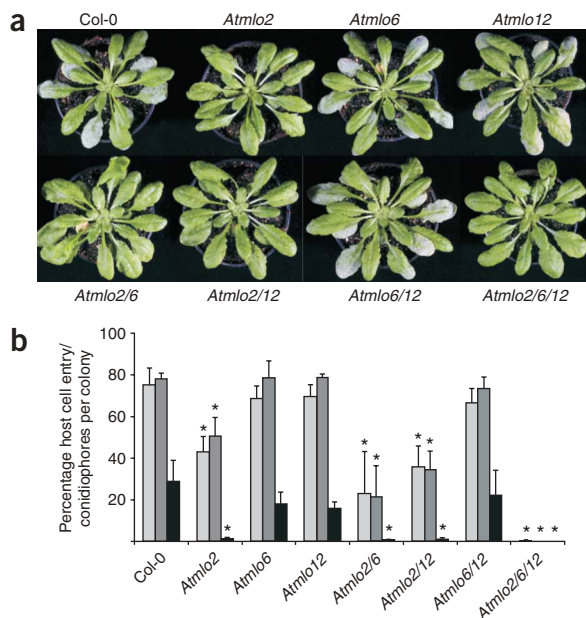 a
Col-0 Atmlo2 Atmlo6 Atmlo12
Atmlo2/6 Atmlo2/12 Atmlo6/12 Atmlo2/6/12
b
Percentage host cell entry/
conidiophores per colony
100
80
60
40
20
* * *
* * *
* * *
* * *
Col-0 Atmlo2 Atmlo6 Atmlo12 Atmlo2/6 Atmlo2/12 Atmlo6/12 Atmlo2/6/12